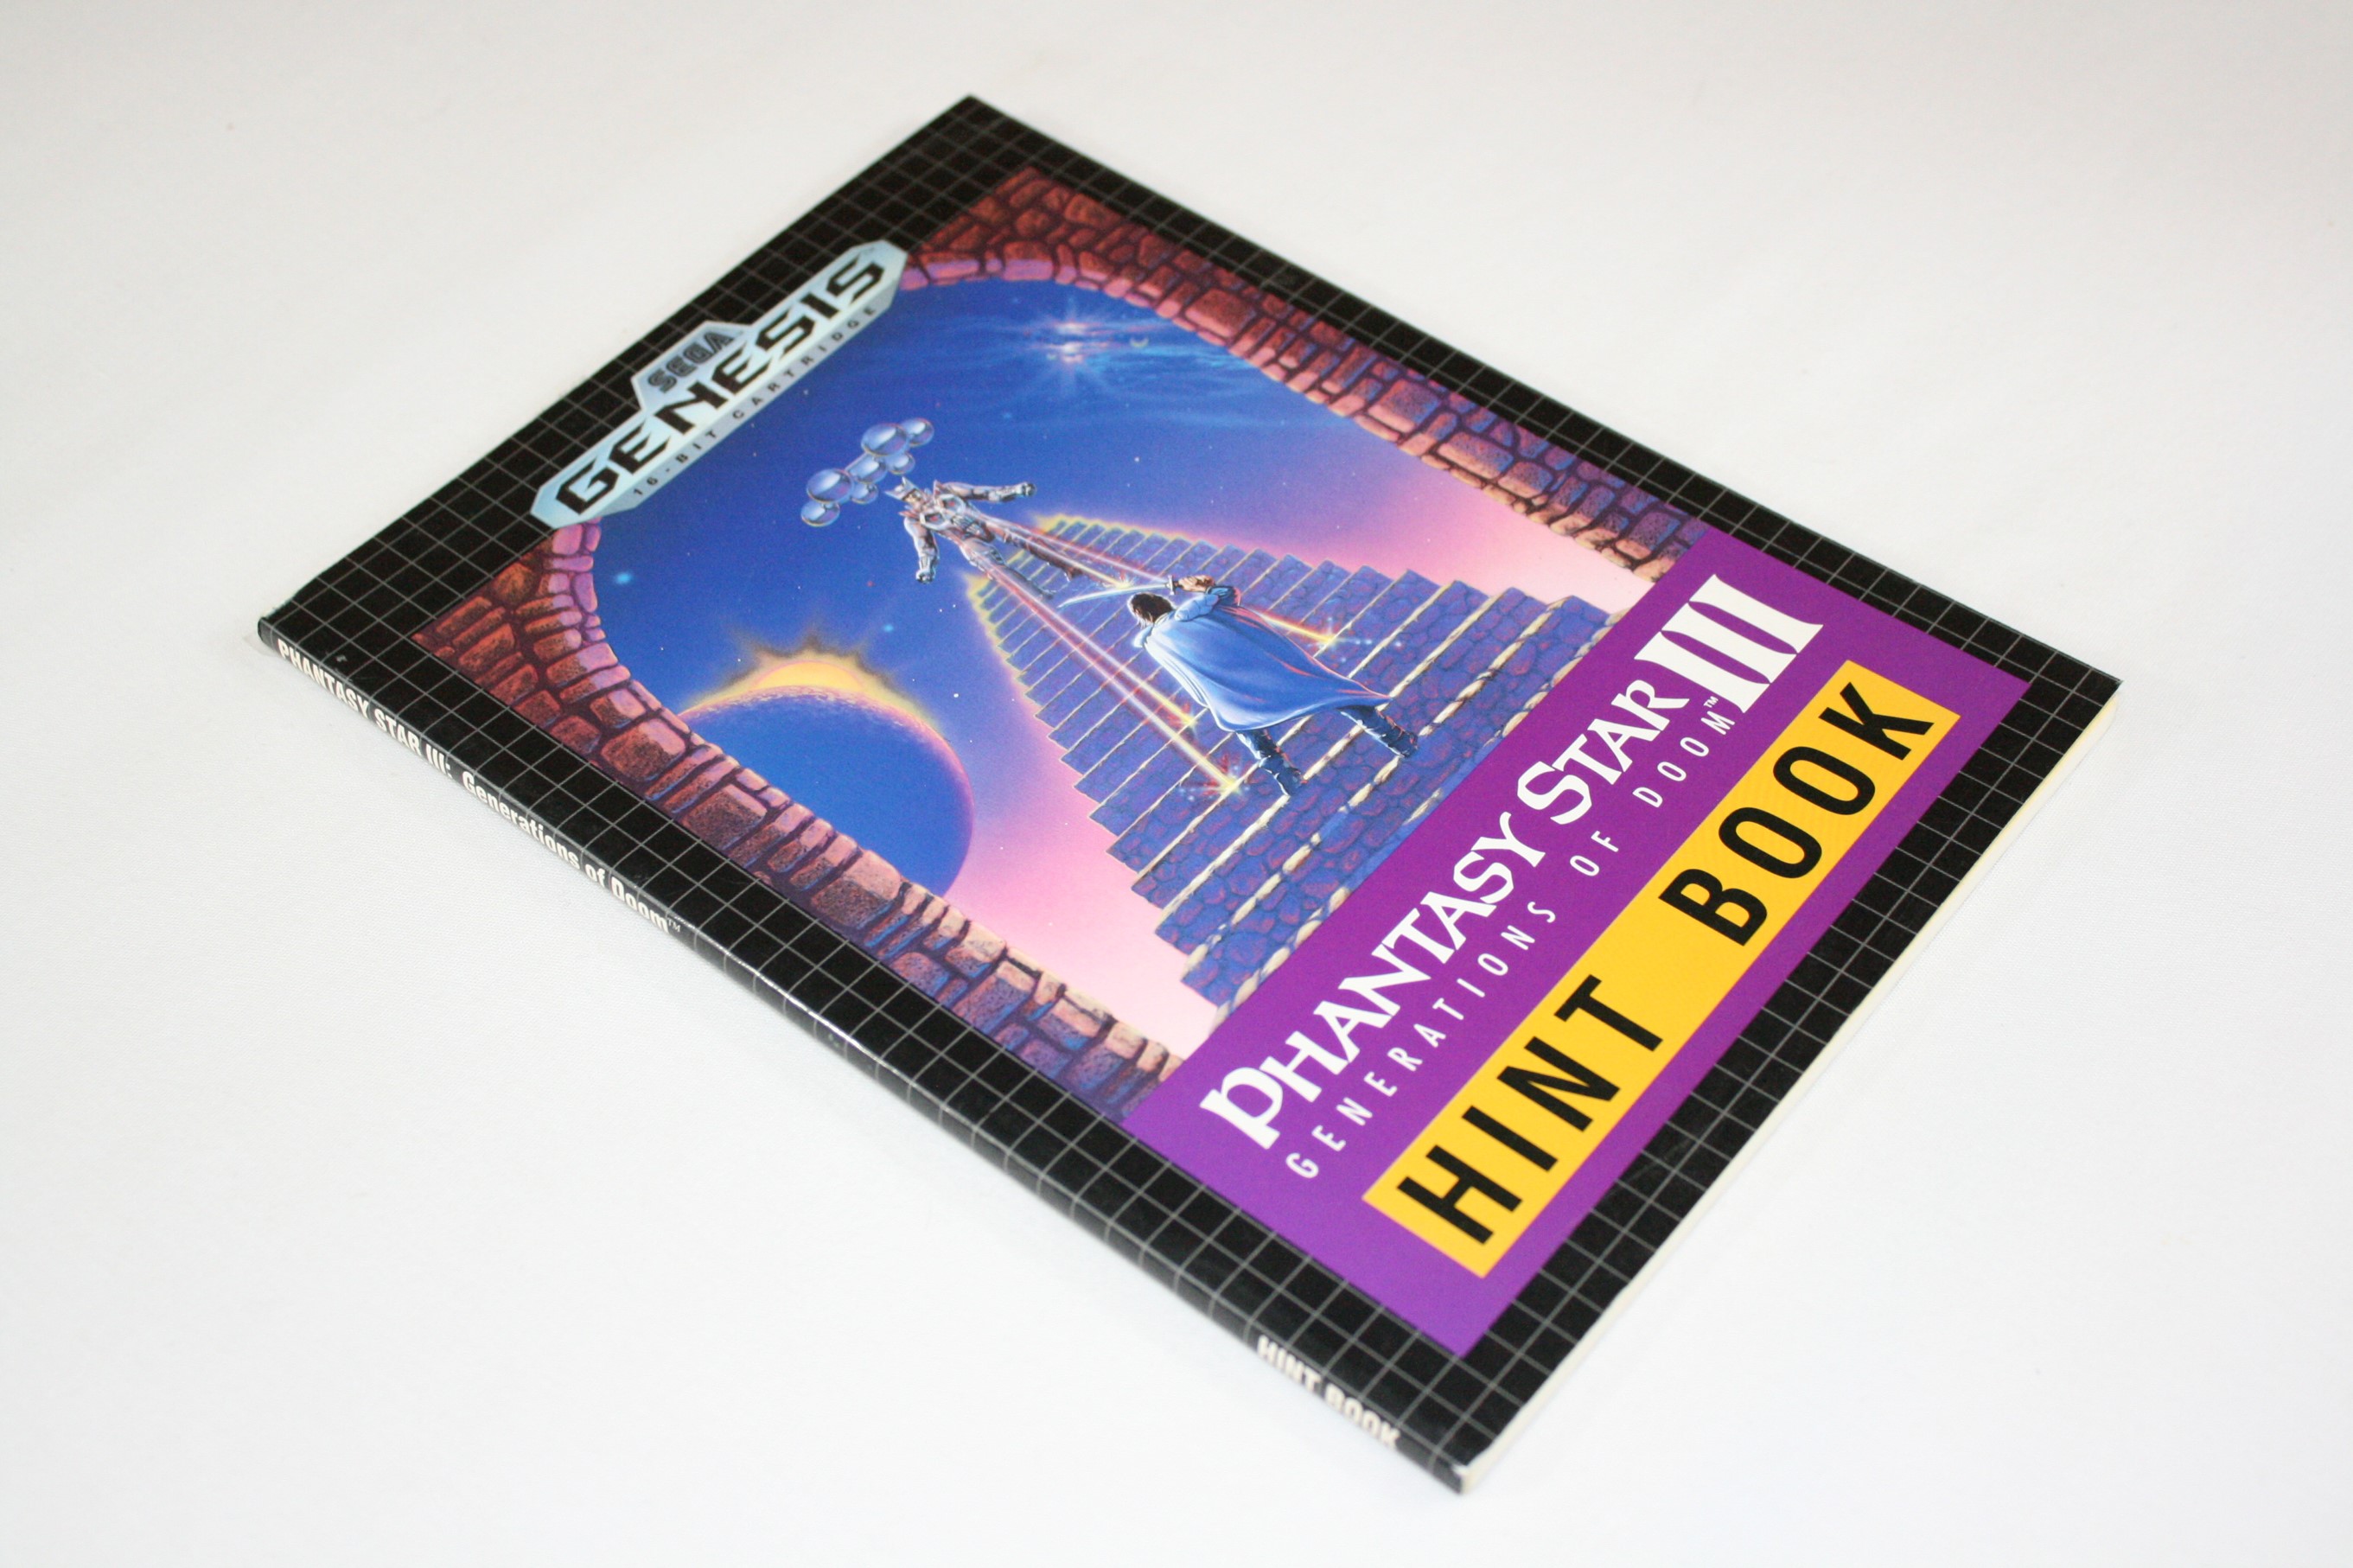 SEGA
GENESIS
16-BIT CARTRIDGE
PHANTASY STAR III
GENERATIONS OF DOOM™
HINT BOOK
PHANTASY STAR III: Generations of Doom™ HINT BOOK